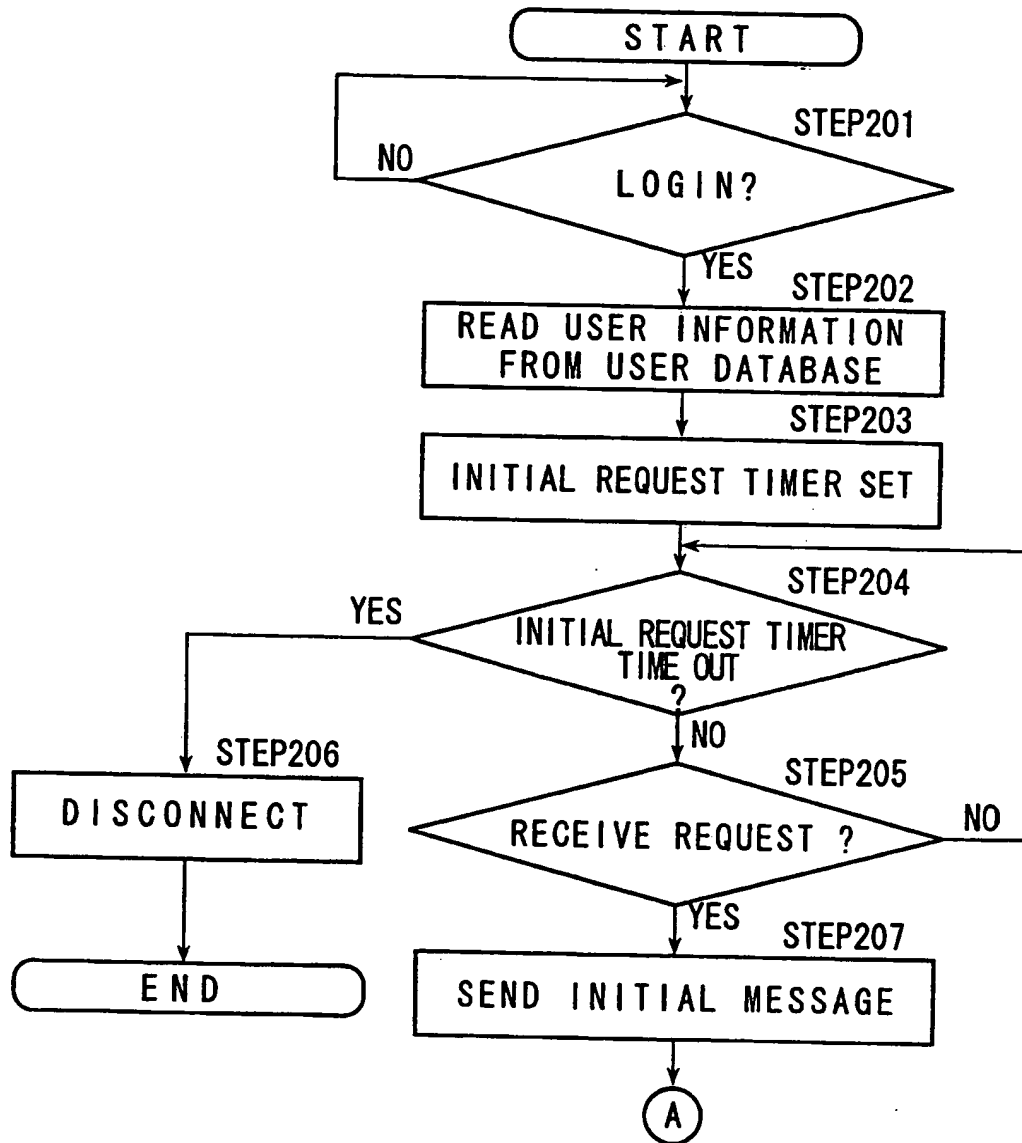 START
STEP201
NO
LOGIN?
YES
STEP202
READ USER INFORMATION
FROM USER DATABASE
STEP203
INITIAL REQUEST TIMER SET
STEP204
YES
INITIAL REQUEST TIMER
TIME OUT
?
NO
STEP206
STEP205
DISCONNECT
RECEIVE REQUEST ?
NO
YES
STEP207
END
SEND INITIAL MESSAGE
A